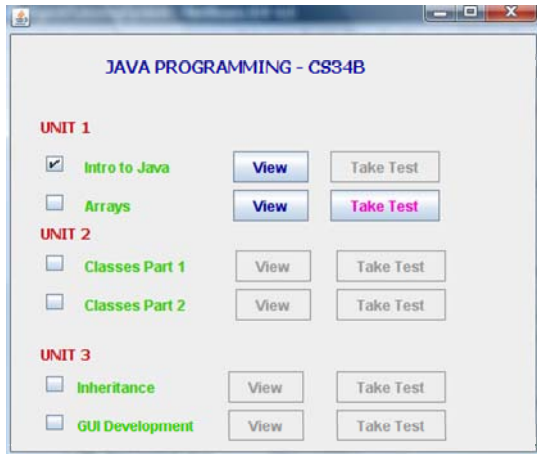 JAVA PROGRAMMING - CS34B
UNIT 1
Intro to Java View Take Test
Arrays View Take Test
UNIT 2
Classes Part 1 View Take Test
Classes Part 2 View Take Test
UNIT 3
Inheritance View Take Test
GUI Development View Take Test